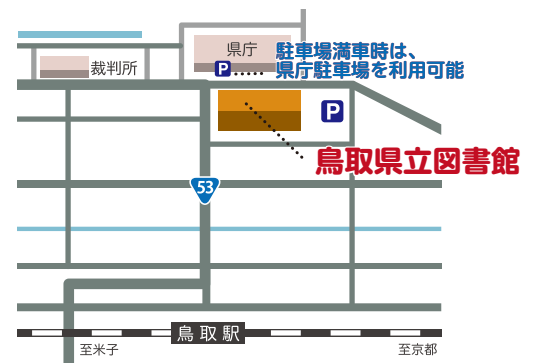 県庁
駐車場満車時は、
県庁駐車場を利用可能
P
裁判所
P
鳥取県立図書館
53
鳥取駅
至米子
至京都